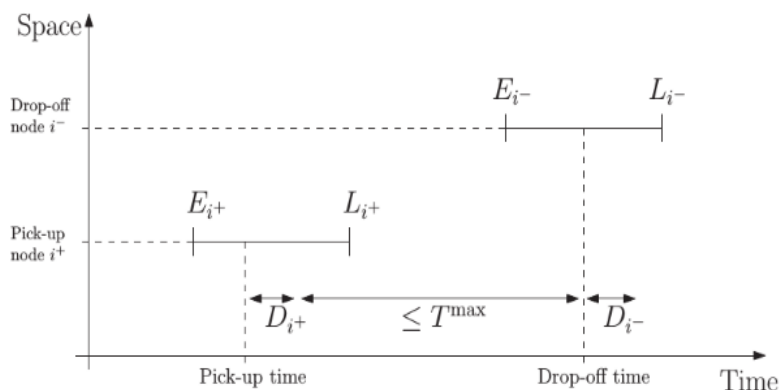 Space
Drop-off
node i⁻
E_{i⁻} L_{i⁻}
E_{i⁺} L_{i⁺}
Pick-up
node i⁺
D_{i⁺} ≤ T^{max} D_{i⁻}
Pick-up time Drop-off time Time